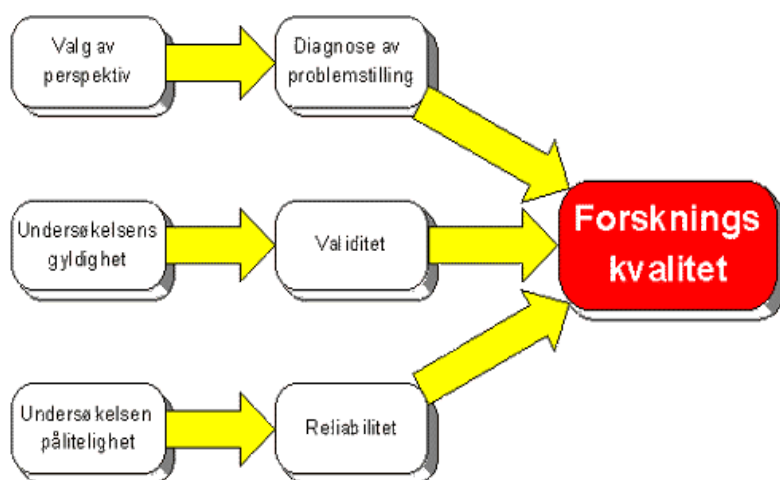 Valg av
perspektiv
Diagnose av
problemstilling
Undersøkelsens
gyldighet
Validitet
Forsknings
kvalitet
Undersøkelsen
pålitelighet
Reliabilitet